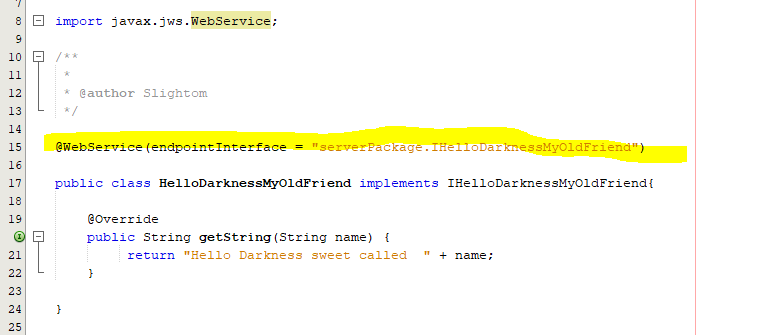 7
8 import javax.jws.WebService;
9
10 /**
11 *
12 * @author Slightom
13 */
14
15 @WebService(endpointInterface = "serverPackage.IHelloDarknessMyOldFriend")
16
17 public class HelloDarknessMyOldFriend implements IHelloDarknessMyOldFriend{
18
19 @Override
public String getString(String name) {
21 return "Hello Darkness sweet called  " + name;
22 }
23
24 }
25